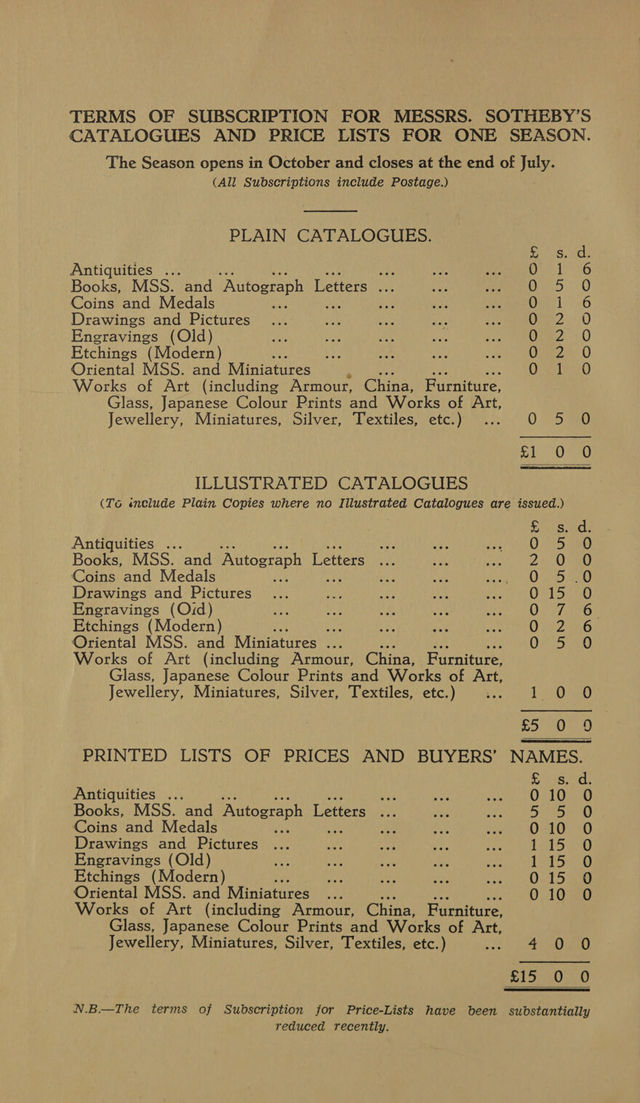 TERMS OF SUBSCRIPTION FOR MESSRS. SOTHEBY'S
CATALOGUES AND PRICE LISTS FOR ONE SEASON.
The Season opens in October and closes at the end of July.
(All Subscriptions include Postage.)
PLAIN CATALOGUES.
£ s. d.
Antiquities ... ... ... ... ... ... ... 0 1 6
Books, MSS. and Autograph Letters ... ... ... 0 5 0
Coins and Medals ... ... ... ... ... 0 1 6
Drawings and Pictures ... ... ... ... ... 0 2 0
Engravings (Old) ... ... ... ... ... 0 2 0
Etchings (Modern) ... ... ... ... ... 0 2 0
Oriental MSS. and Miniatures . ... ... ... 0 1 0
Works of Art (including Armour, China, Furniture,
Glass, Japanese Colour Prints and Works of Art,
Jewellery, Miniatures, Silver, Textiles, etc.) ... 0 5 0
£1 0 0
ILLUSTRATED CATALOGUES
(To include Plain Copies where no Illustrated Catalogues are issued.)
£ s. d.
Antiquities ... ... ... ... ... ... ... 0 5 0
Books, MSS. and Autograph Letters ... ... ... 2 0 0
Coins and Medals ... ... ... ... ... 0 5 0
Drawings and Pictures ... ... ... ... ... 0 15 0
Engravings (Old) ... ... ... ... ... 0 7 6
Etchings (Modern) ... ... ... ... ... 0 2 6
Oriental MSS. and Miniatures ... ... ... ... 0 5 0
Works of Art (including Armour, China, Furniture,
Glass, Japanese Colour Prints and Works of Art,
Jewellery, Miniatures, Silver, Textiles, etc.) ... 1 0 0
£5 0 0
PRINTED LISTS OF PRICES AND BUYERS' NAMES.
£ s. d.
Antiquities ... ... ... ... ... ... ... 0 10 0
Books, MSS. and Autograph Letters ... ... ... 5 5 0
Coins and Medals ... ... ... ... ... 0 10 0
Drawings and Pictures ... ... ... ... ... 1 15 0
Engravings (Old) ... ... ... ... ... 1 15 0
Etchings (Modern) ... ... ... ... ... 0 15 0
Oriental MSS. and Miniatures ... ... ... ... 0 10 0
Works of Art (including Armour, China, Furniture,
Glass, Japanese Colour Prints and Works of Art,
Jewellery, Miniatures, Silver, Textiles, etc.) ... 4 0 0
£15 0 0
N.B.—The terms of Subscription for Price-Lists have been substantially
reduced recently.